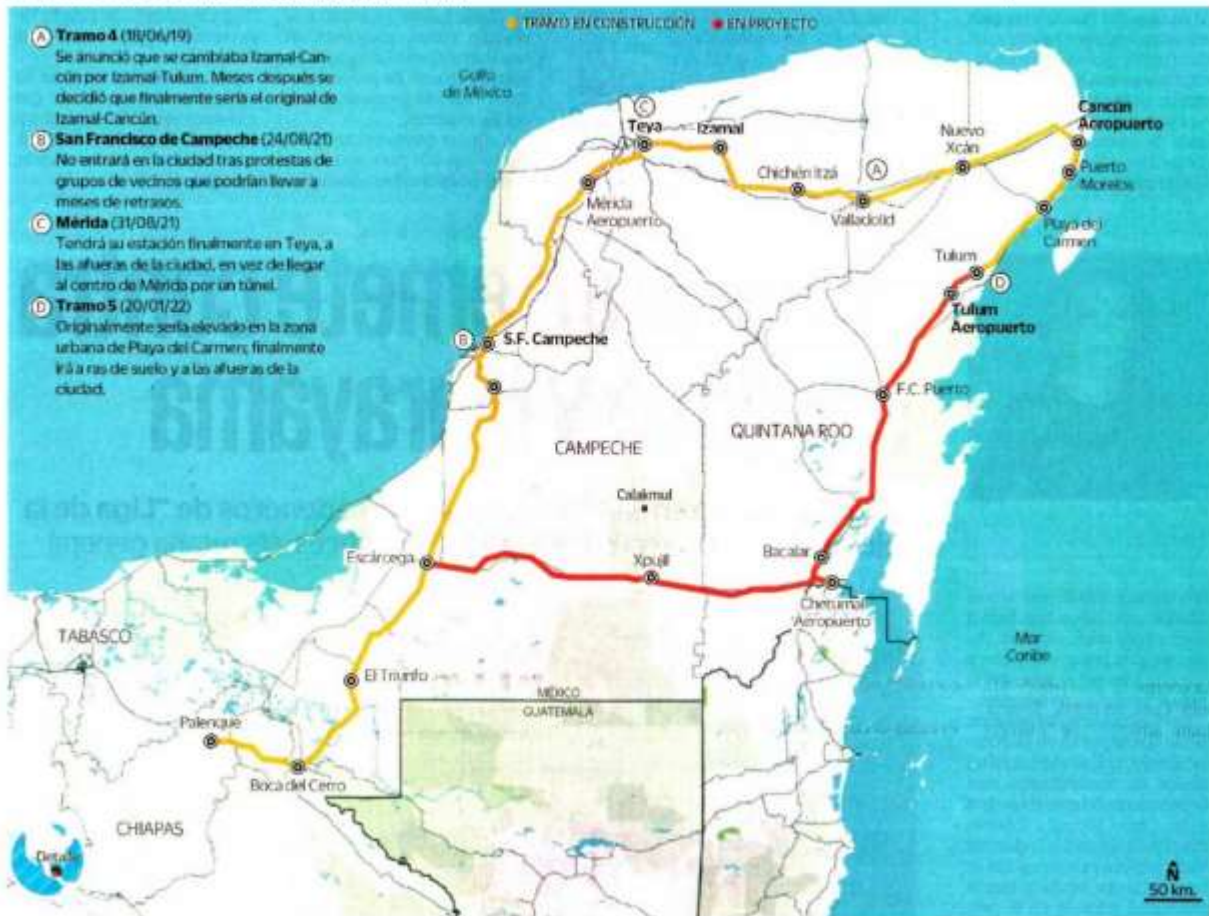 TRAMO EN CONSTRUCCIÓN
EN PROYECTO
A Tramo 4 (18/06/19)
Se anunció que se cambiaba Izamal-Can-
cún por Izamal-Tulum. Meses después se
decidió que finalmente sería el original de
Izamal-Cancún.
B San Francisco de Campeche (24/08/21)
No entrará en la ciudad tras protestas de
grupos de vecinos que podrían llevar a
meses de retrasos.
C Mérida (31/08/21)
Tendrá su estación finalmente en Teya, a
las afueras de la ciudad, en vez de llegar
al centro de Mérida por un túnel.
D Tramo 5 (20/01/22)
Originalmente sería elevado en la zona
urbana de Playa del Carmen; finalmente
irá a ras de suelo y a las afueras de la
ciudad.
Golfo
de México
C
Teya
Izamal
Nuevo
Xcán
Cancún
Aeropuerto
Chichén Itzá
A
Puerto
Morelos
Mérida
Aeropuerto
Valladolid
Playa del
Carmen
Tulum
D
Tulum
Aeropuerto
B
S.F. Campeche
F.C. Puerto
QUINTANA ROO
CAMPECHE
Calakmul
Escárcega
Xpujil
Bacalar
Chetumal
Aeropuerto
TABASCO
Mar
Caribe
El Triunfo
MÉXICO
GUATEMALA
Palenque
Boca del Cerro
CHIAPAS
Detalle
N
50 km.